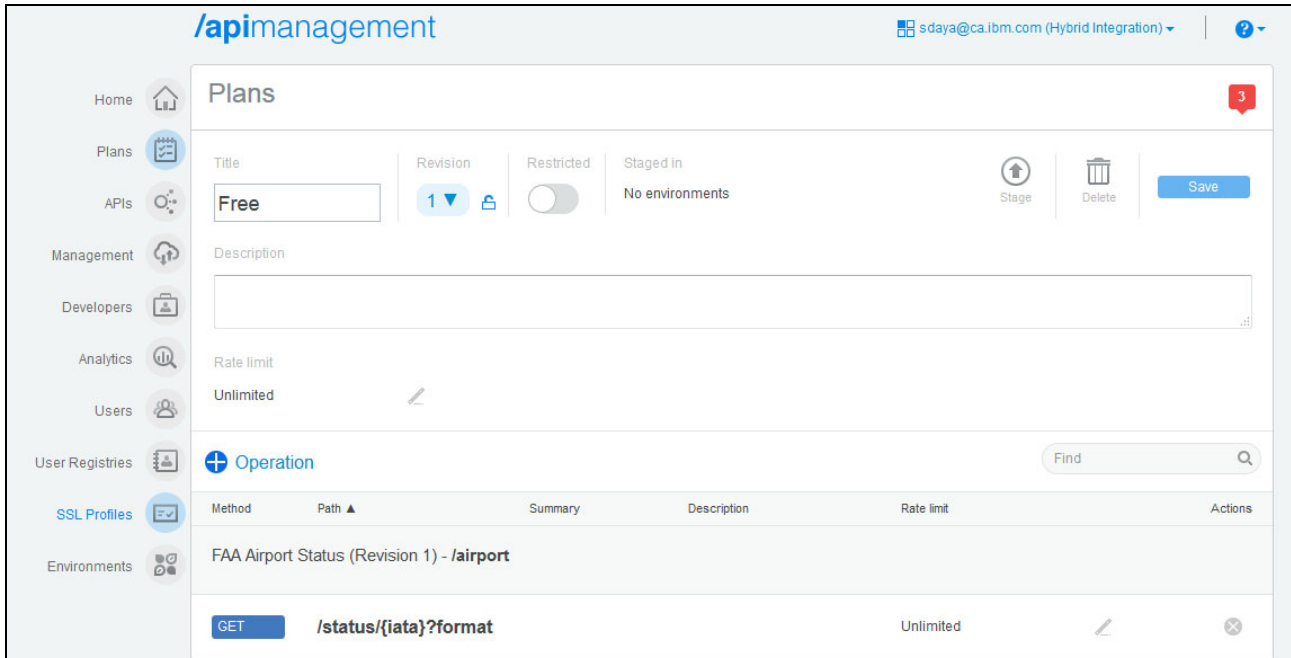 /apimanagement
sdaya@ca.ibm.com (Hybrid Integration)
?
Home
Plans
APIs
Management
Developers
Analytics
Users
User Registries
SSL Profiles
Environments
Plans
3
Title
Revision
Restricted
Staged in
Free
1
No environments
Stage
Delete
Save
Description
Rate limit
Unlimited
Operation
Find
Method Path ▲ Summary Description Rate limit Actions
FAA Airport Status (Revision 1) - /airport
GET /status/{iata}?format Unlimited